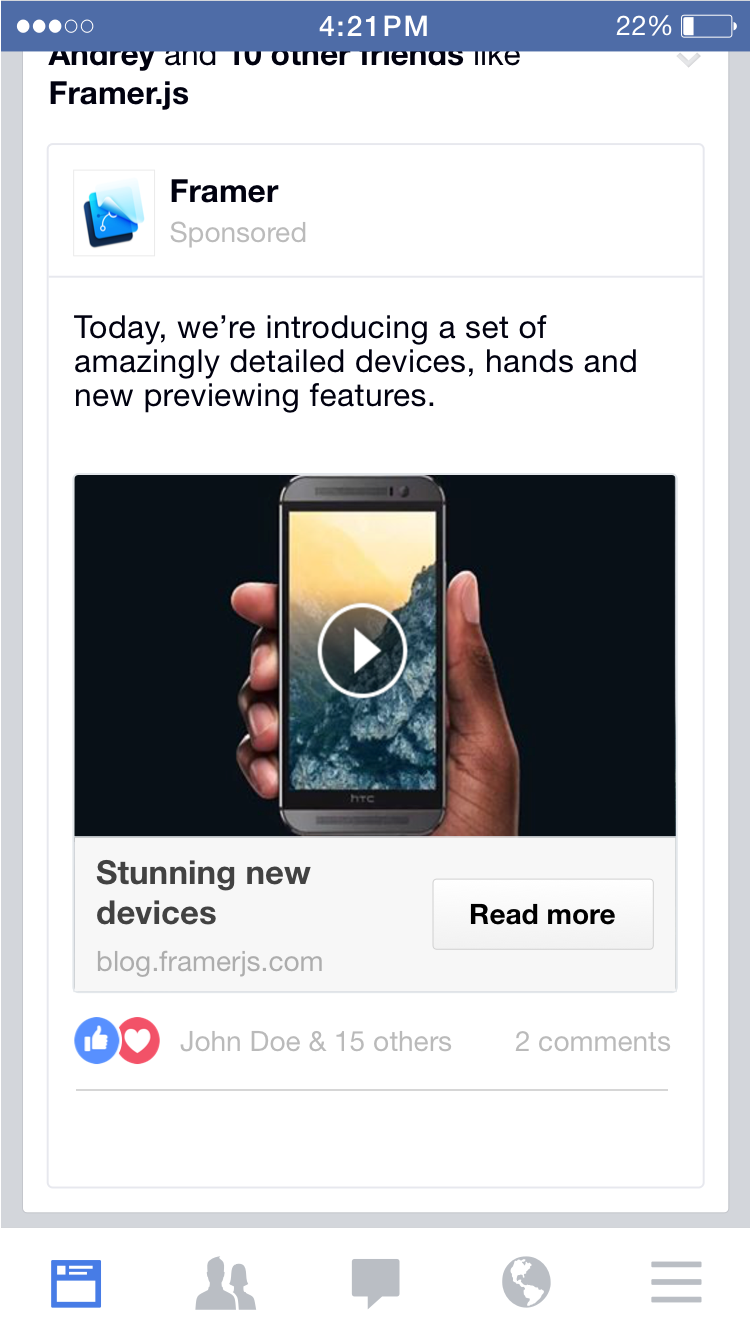 4:21PM
22%
Andrey and 10 other friends like
Framer.js
Framer
Sponsored
Today, we’re introducing a set of
amazingly detailed devices, hands and
new previewing features.
hTC
Stunning new
devices
Read more
blog.framerjs.com
John Doe & 15 others
2 comments